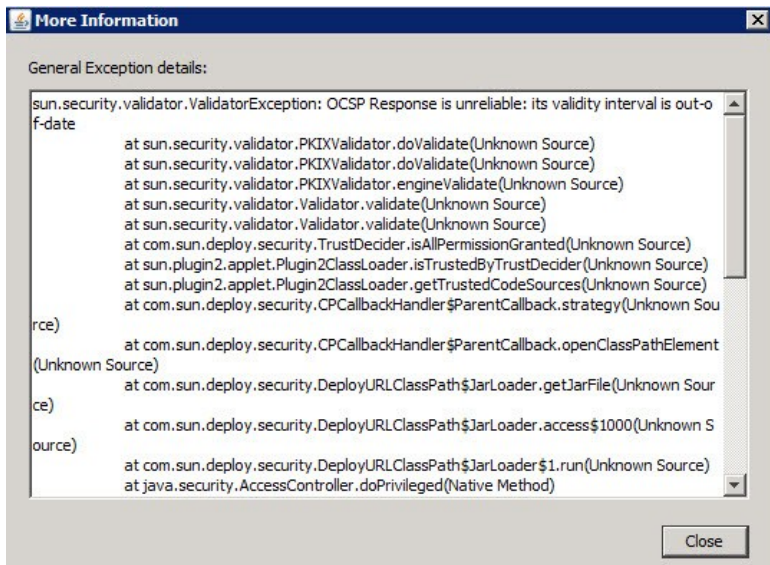 More Information
General Exception details:
sun.security.validator.ValidatorException: OCSP Response is unreliable: its validity interval is out-o
f-date
at sun.security.validator.PKIXValidator.doValidate(Unknown Source)
at sun.security.validator.PKIXValidator.doValidate(Unknown Source)
at sun.security.validator.PKIXValidator.engineValidate(Unknown Source)
at sun.security.validator.Validator.validate(Unknown Source)
at sun.security.validator.Validator.validate(Unknown Source)
at com.sun.deploy.security.TrustDecider.isAllPermissionGranted(Unknown Source)
at sun.plugin2.applet.Plugin2ClassLoader.isTrustedByTrustDecider(Unknown Source)
at sun.plugin2.applet.Plugin2ClassLoader.getTrustedCodeSources(Unknown Source)
at com.sun.deploy.security.CPCallbackHandler$ParentCallback.strategy(Unknown Sou
rce)
at com.sun.deploy.security.CPCallbackHandler$ParentCallback.openClassPathElement
(Unknown Source)
at com.sun.deploy.security.DeployURLClassPath$JarLoader.getJarFile(Unknown Sour
ce)
at com.sun.deploy.security.DeployURLClassPath$JarLoader.access$1000(Unknown S
ource)
at com.sun.deploy.security.DeployURLClassPath$JarLoader$1.run(Unknown Source)
at java.security.AccessController.doPrivileged(Native Method)
Close